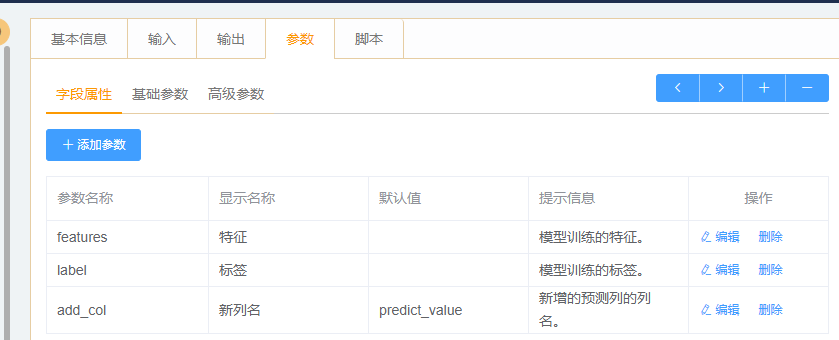 基本信息 输入 输出 参数 脚本
字段属性 基础参数 高级参数
添加参数
参数名称 显示名称 默认值 提示信息 操作
features 特征 模型训练的特征。 编辑 删除
label 标签 模型训练的标签。 编辑 删除
add_col 新列名 predict_value 新增的预测列的列
名。 编辑 删除